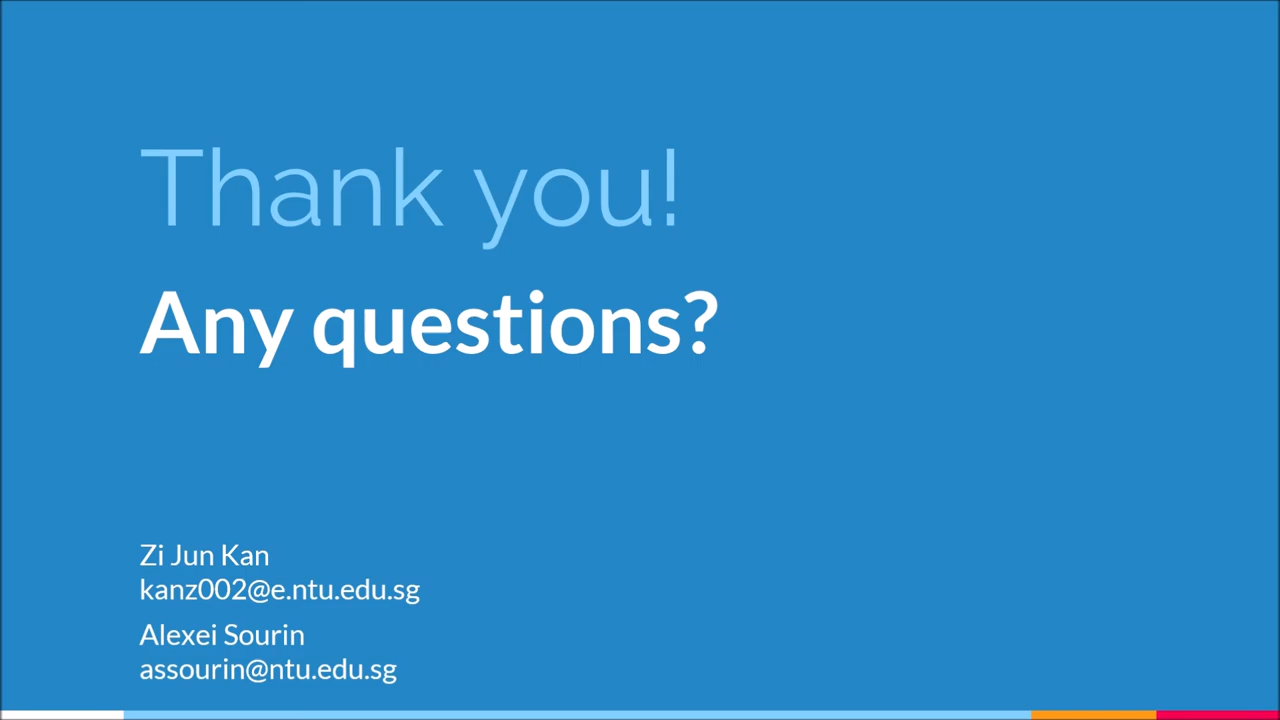 Thank you!
Any questions?
Zi Jun Kan
kanz002@e.ntu.edu.sg
Alexei Sourin
assourin@ntu.edu.sg